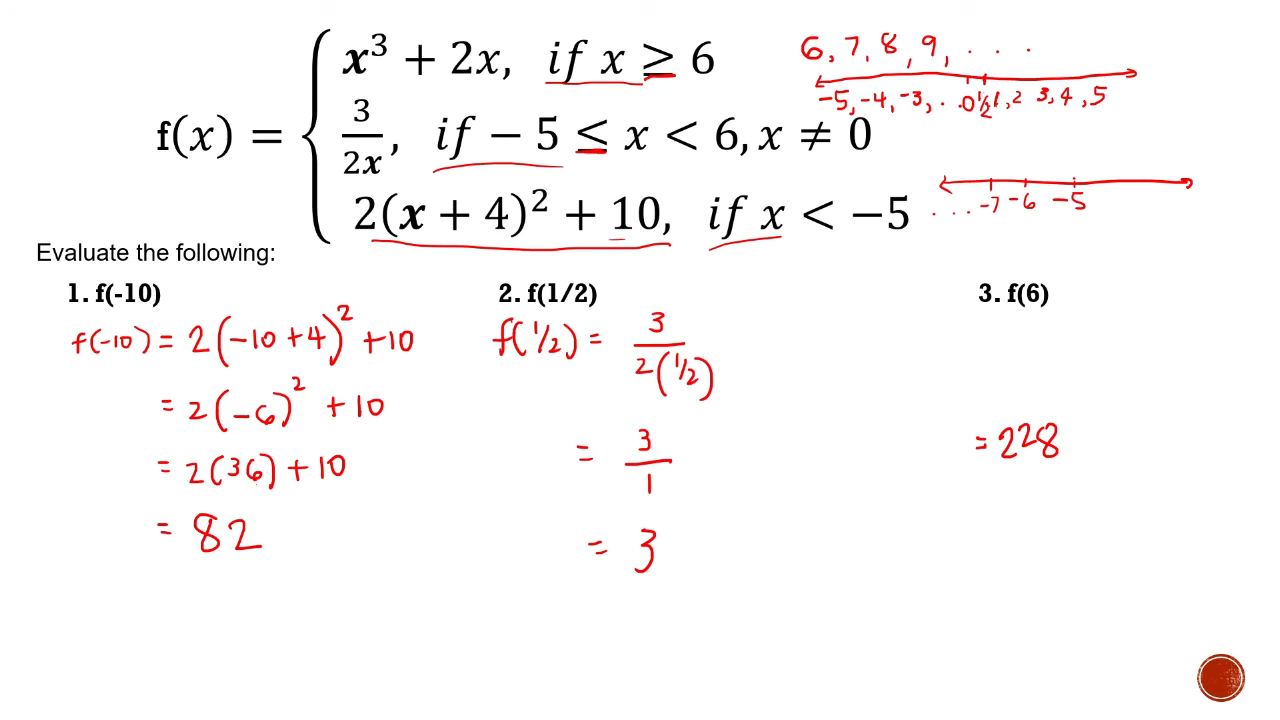 f(x) = { x³ + 2x, if x ≥ 6
3/2x, if − 5 ≤ x < 6, x ≠ 0
2(x + 4)² + 10, if x < −5
6, 7, 8, 9, . . .
-5, -4, -3, . . 0 1/2 1, 2 3, 4, 5
. . . . -7 -6 -5
Evaluate the following:
1. f(-10)
f(-10) = 2(-10+4)² +10
= 2(-6)² + 10
= 2(36) + 10
= 82
2. f(1/2)
f(1/2) = 3/2(1/2)
= 3/1
= 3
3. f(6)
= 228